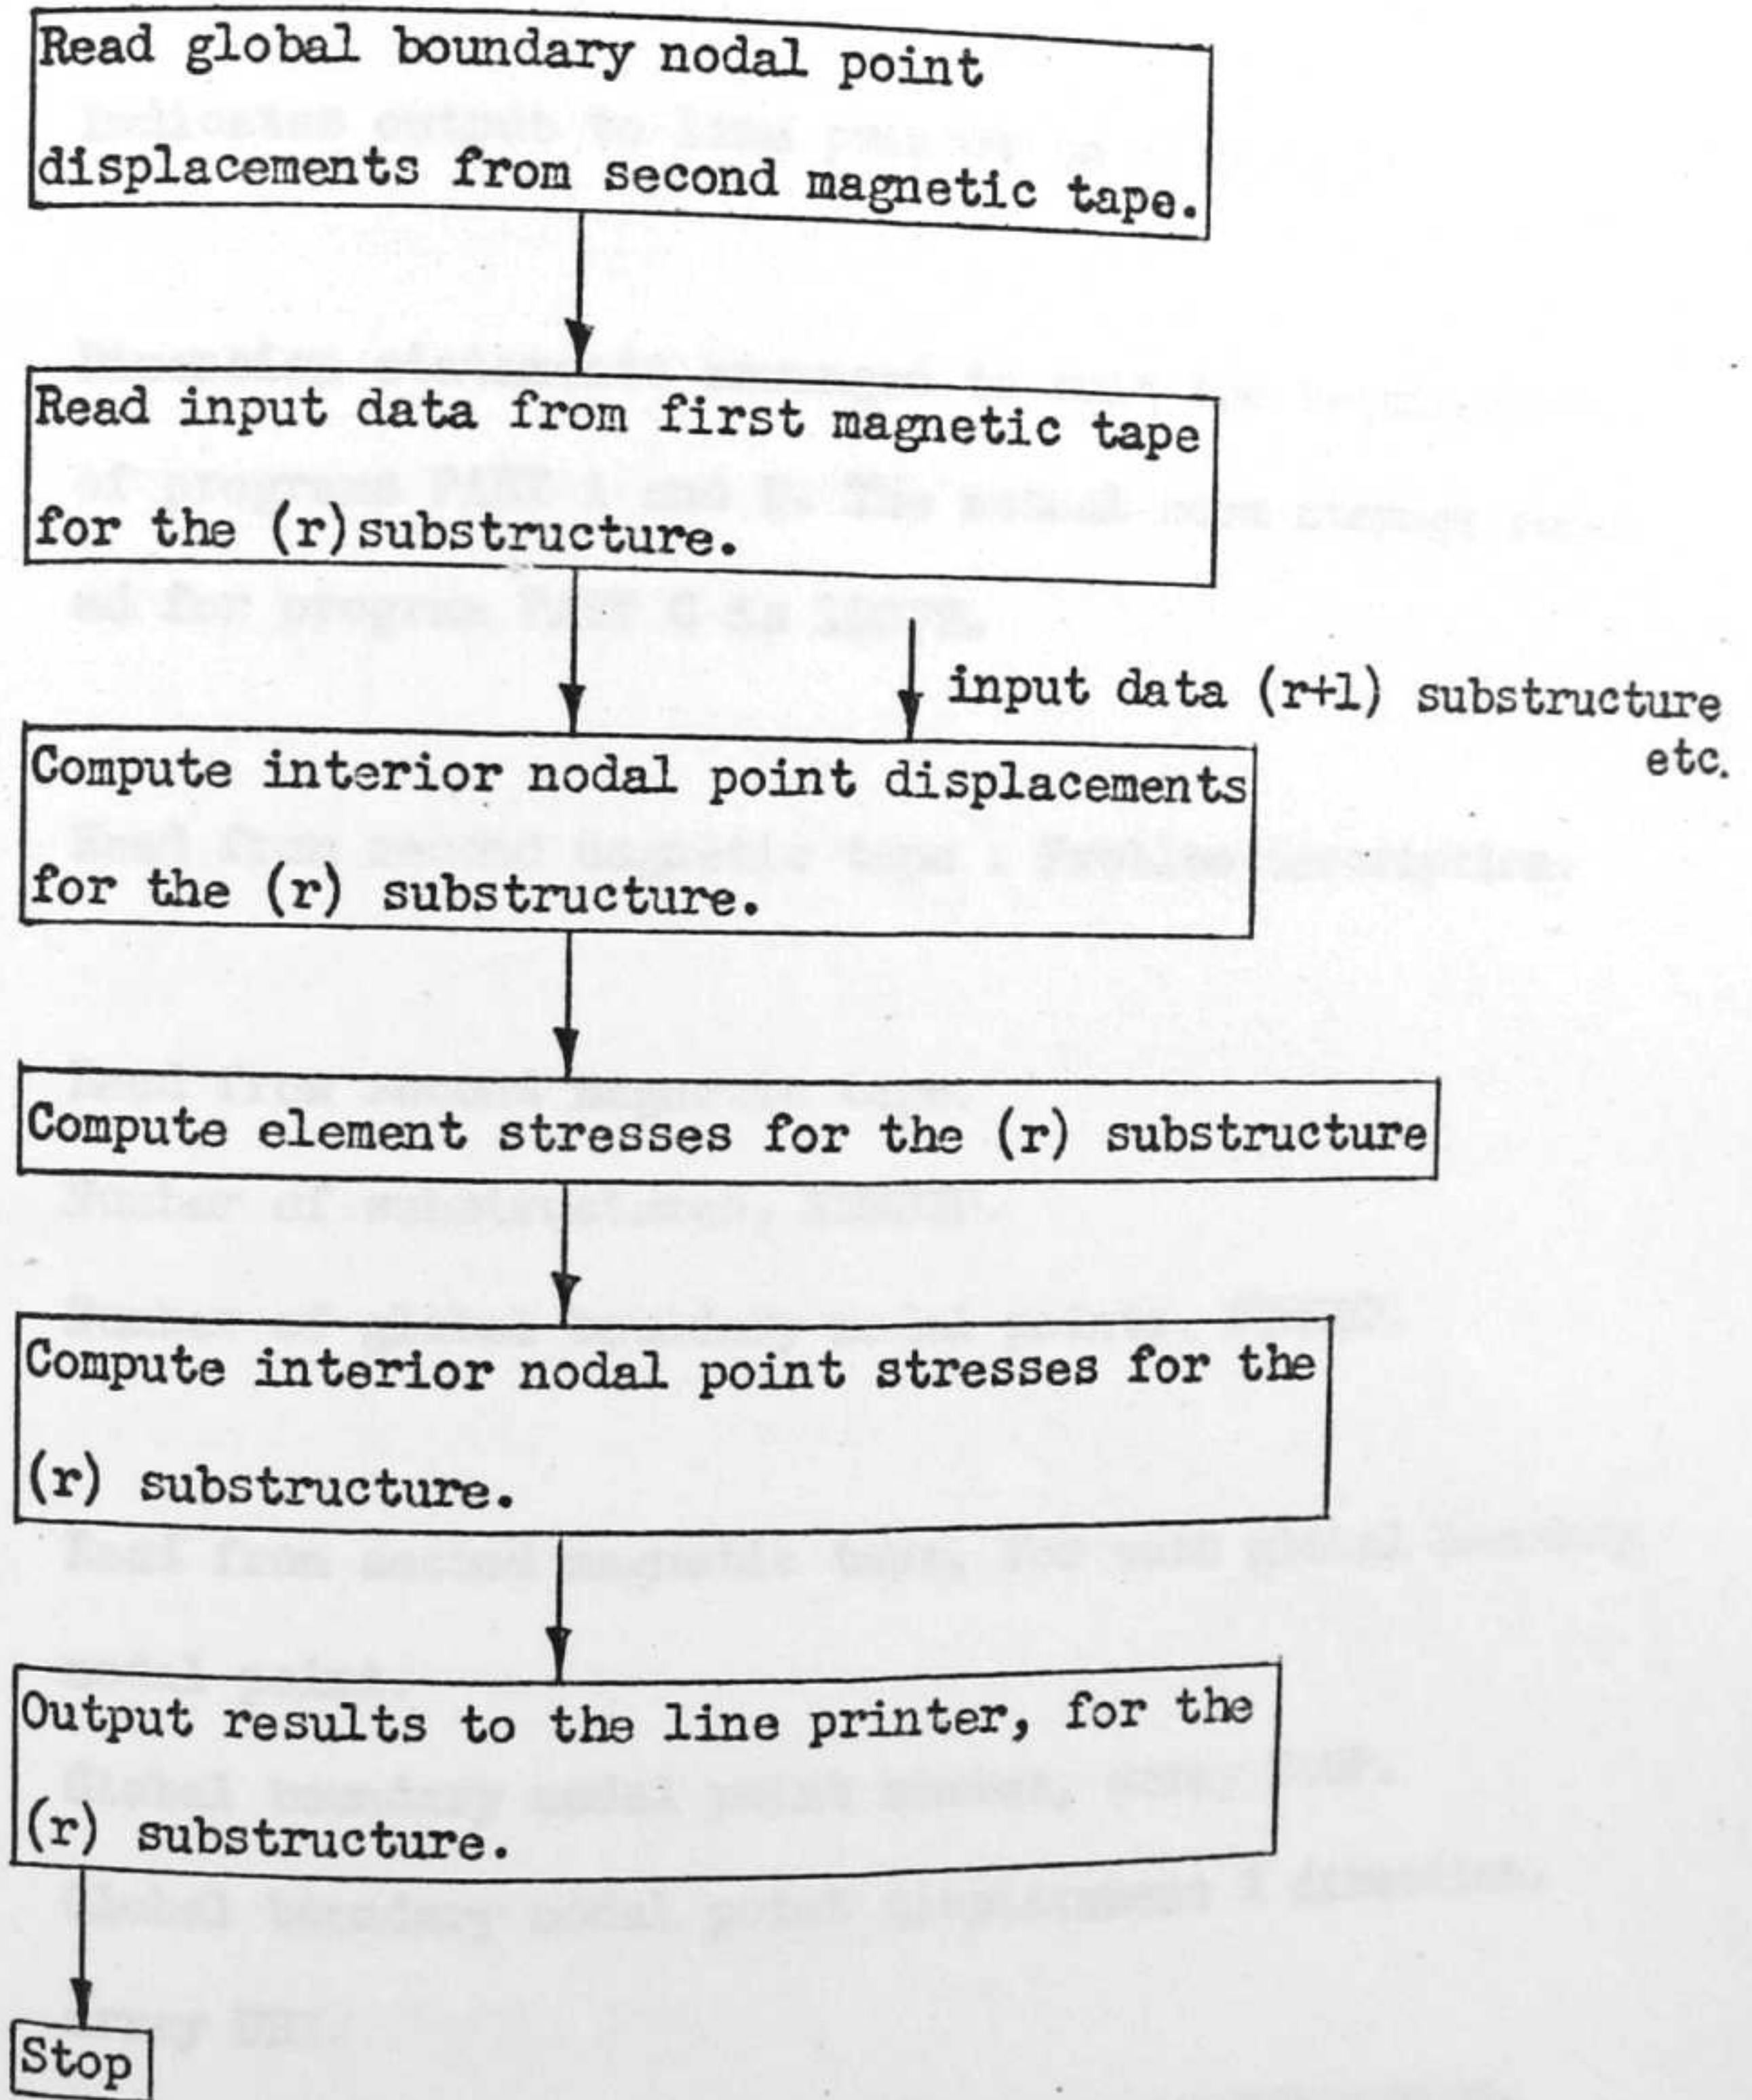 Read global boundary nodal point
displacements from second magnetic tape.
Read input data from first magnetic tape
for the (r)substructure.
input data (r+1) substructure
etc.
Compute interior nodal point displacements
for the (r) substructure.
Compute element stresses for the (r) substructure
Compute interior nodal point stresses for the
(r) substructure.
Output results to the line printer, for the
(r) substructure.
Stop